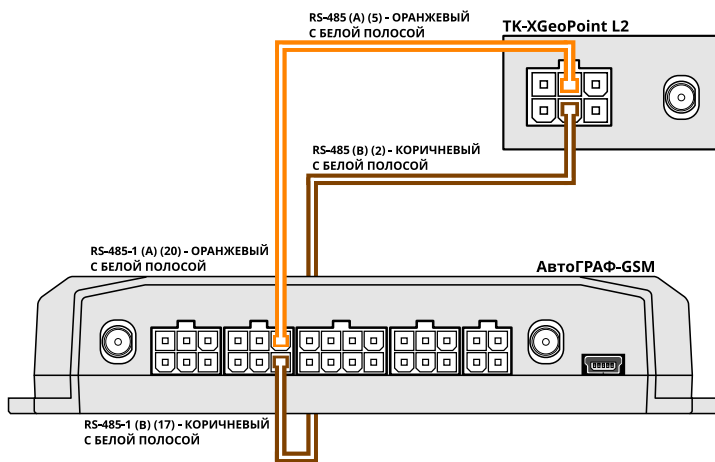 RS-485 (A) (5) - ОРАНЖЕВЫЙ
С БЕЛОЙ ПОЛОСОЙ
TK-XGeoPoint L2
RS-485 (B) (2) - КОРИЧНЕВЫЙ
С БЕЛОЙ ПОЛОСОЙ
RS-485-1 (A) (20) - ОРАНЖЕВЫЙ
С БЕЛОЙ ПОЛОСОЙ
АвтоГРАФ-GSM
RS-485-1 (B) (17) - КОРИЧНЕВЫЙ
С БЕЛОЙ ПОЛОСОЙ